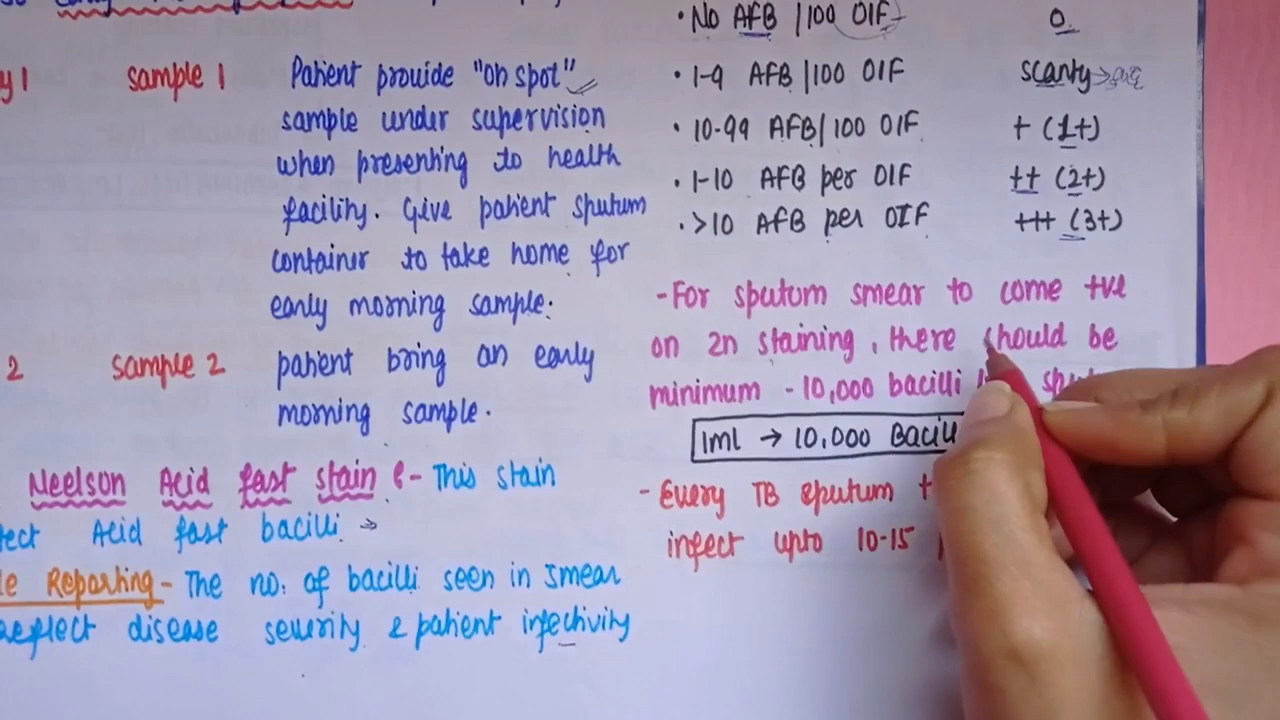 y1 sample 1 Patient provide "on spot"
sample under supervision
when presenting to health
facility. Give patient sputum
container to take home for
early morning sample.
2 sample 2 patient bring an early
morning sample.
Neelson Acid fast stain :- This stain
tect Acid fast bacilli →
le Reporting - The no. of bacilli seen in smear
reflect disease severity & patient infectivity
• No AFB /100 OIF 0
• 1-9 AFB /100 OIF scanty →
• 10-99 AFB/100 OIF + (1+)
• 1-10 AFB per OIF ++ (2+)
• >10 AFB per OIF +++ (3+)
- For sputum smear to come +ve
on zn staining, there should be
minimum - 10,000 bacilli
1ml → 10,000 Bacill
- Every TB sputum +
infect upto 10-15